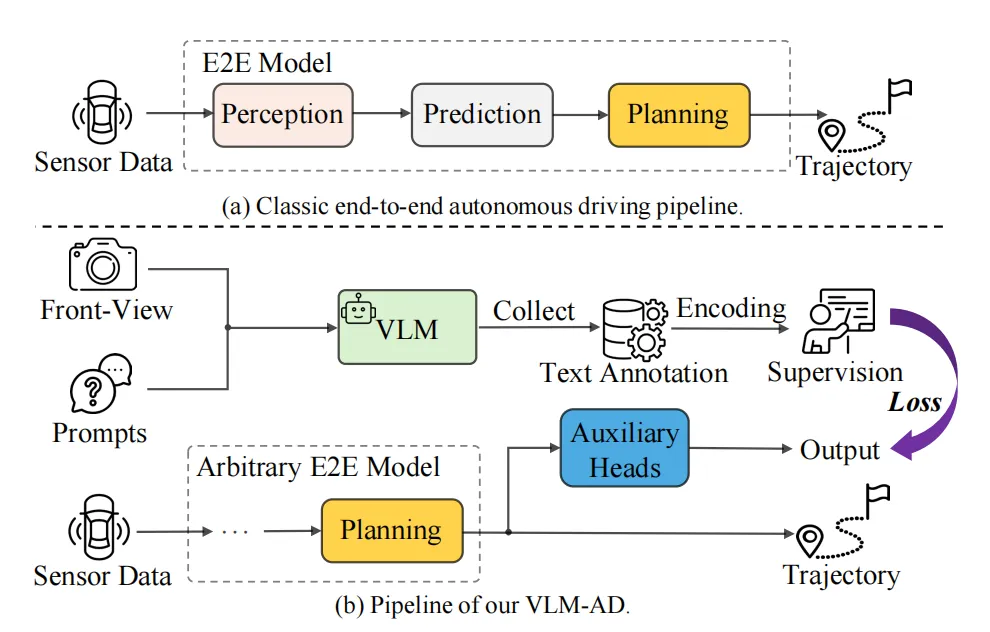 E2E Model
Perception
Prediction
Planning
Sensor Data
Trajectory
(a) Classic end-to-end autonomous driving pipeline.
Front-View
VLM
Collect
Encoding
Text Annotation
Supervision
Prompts
Loss
Auxiliary
Heads
Output
Arbitrary E2E Model
...
Planning
Sensor Data
Trajectory
(b) Pipeline of our VLM-AD.